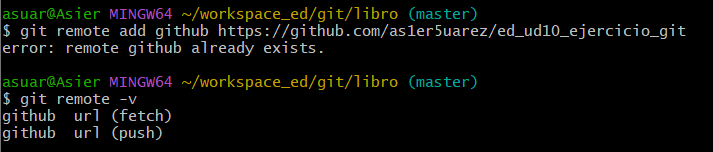 asuar@Asier MINGW64 ~/workspace_ed/git/libro (master)
$ git remote add github https://github.com/as1er5uarez/ed_ud10_ejercicio_git
error: remote github already exists.
asuar@Asier MINGW64 ~/workspace_ed/git/libro (master)
$ git remote -v
github  url (fetch)
github  url (push)